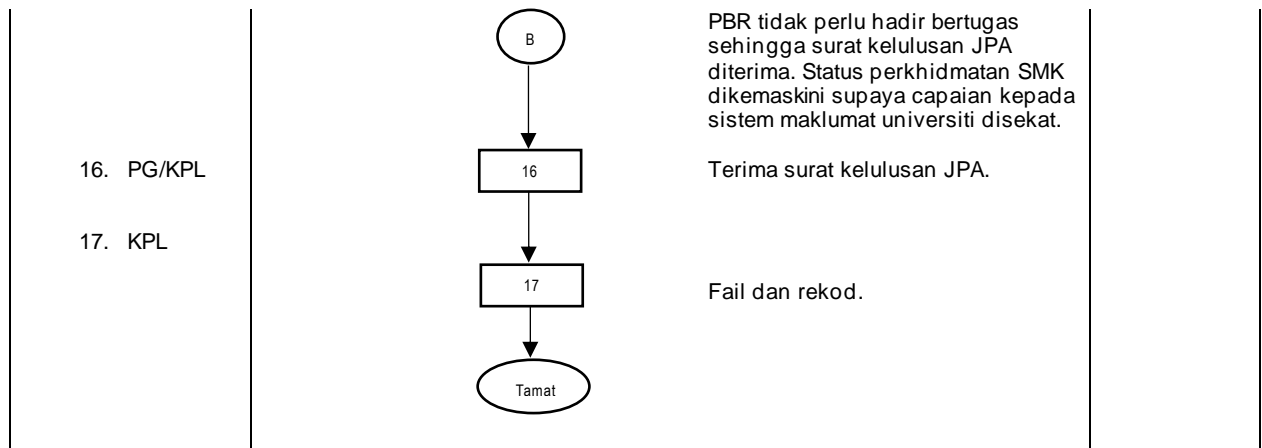 B
PBR tidak perlu hadir bertugas
sehingga surat kelulusan JPA
diterima. Status perkhidmatan SMK
dikemaskini supaya capaian kepada
sistem maklumat universiti disekat.
16. PG/KPL
16
Terima surat kelulusan JPA.
17. KPL
17
Fail dan rekod.
Tamat